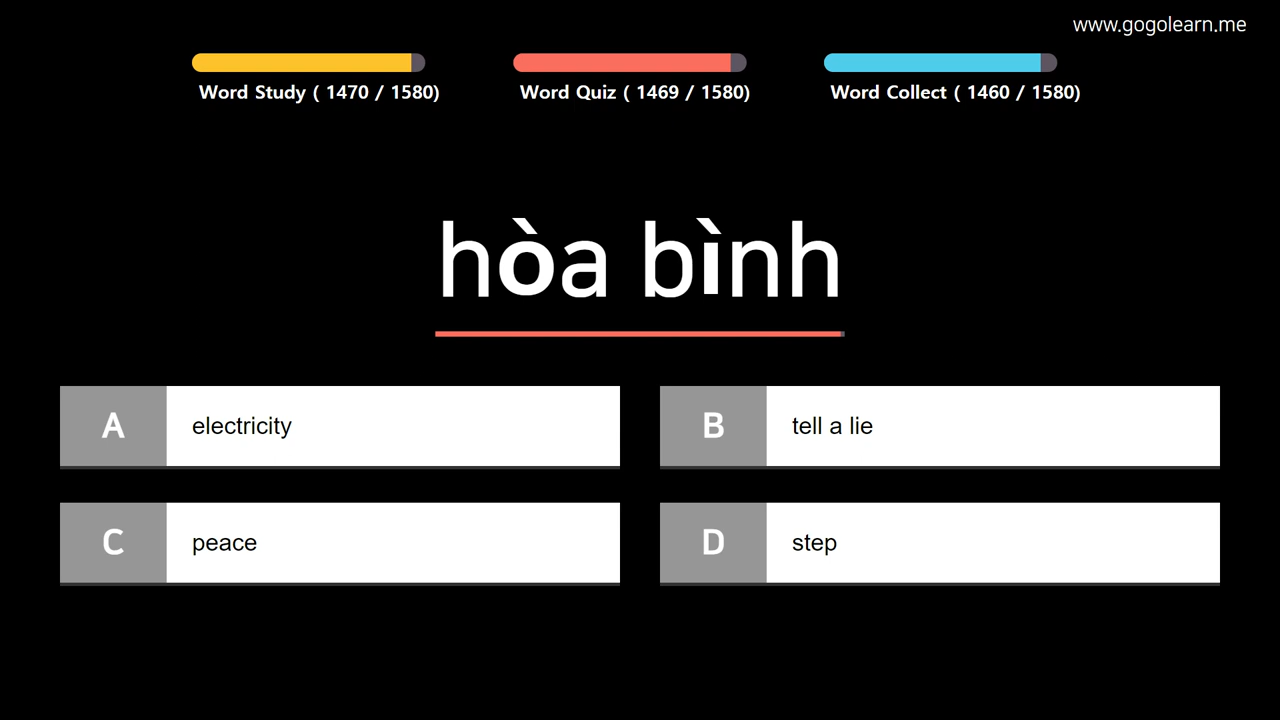 www.gogolearn.me
Word Study ( 1470 / 1580)
Word Quiz ( 1469 / 1580)
Word Collect ( 1460 / 1580)
hòa bình
A electricity
B tell a lie
C peace
D step